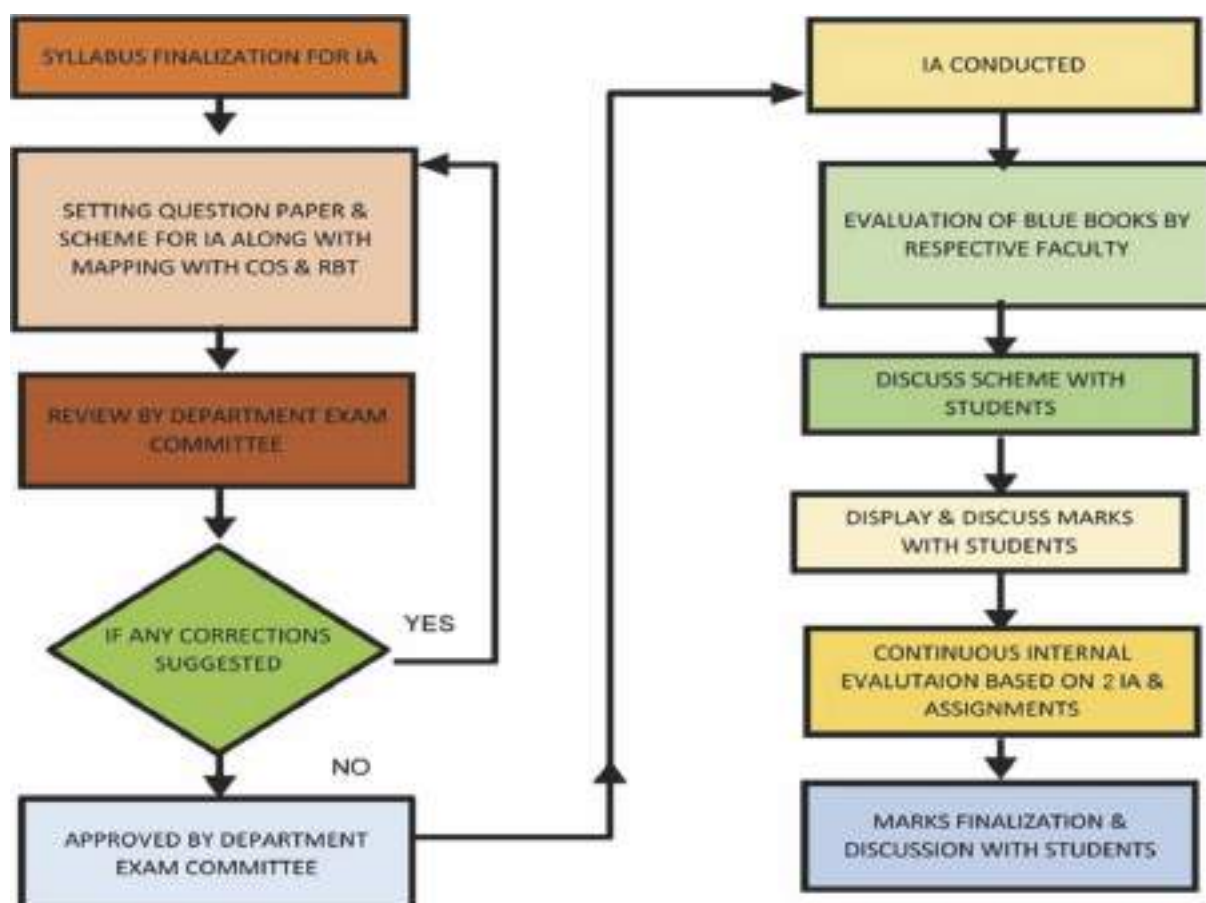 SYLLABUS FINALIZATION FOR IA
SETTING QUESTION PAPER &
SCHEME FOR IA ALONG WITH
MAPPING WITH COS & RBT
REVIEW BY DEPARTMENT EXAM
COMMITTEE
IF ANY CORRECTIONS
SUGGESTED
YES
NO
APPROVED BY DEPARTMENT
EXAM COMMITTEE
IA CONDUCTED
EVALUATION OF BLUE BOOKS BY
RESPECTIVE FACULTY
DISCUSS SCHEME WITH
STUDENTS
DISPLAY & DISCUSS MARKS
WITH STUDENTS
CONTINUOUS INTERNAL
EVALUTAION BASED ON 2 IA &
ASSIGNMENTS
MARKS FINALIZATION &
DISCUSSION WITH STUDENTS